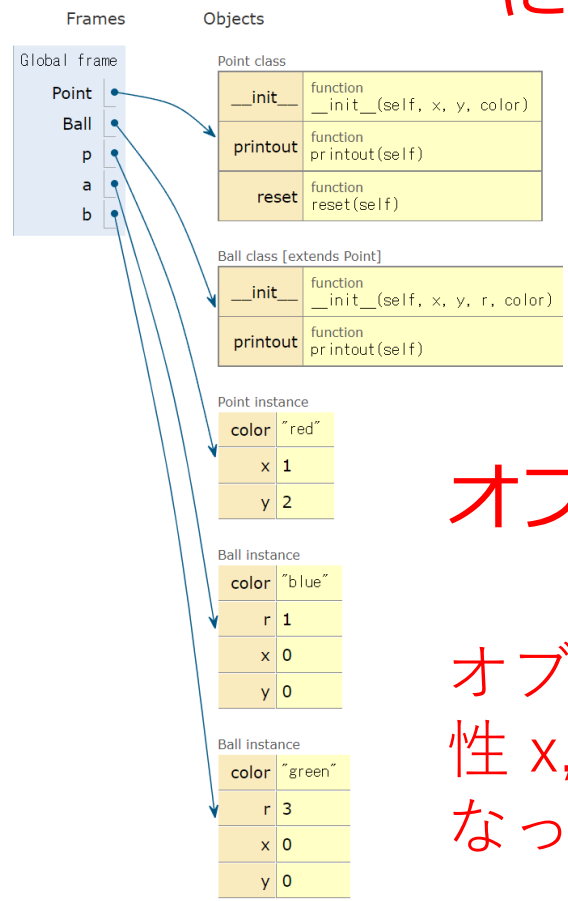 に
Frames Objects
Global frame
Point
Ball
p
a
b
Point class
__init__ function
__init__(self, x, y, color)
printout function
printout(self)
reset function
reset(self)
Ball class [extends Point]
__init__ function
__init__(self, x, y, r, color)
printout function
printout(self)
Point instance
color "red"
x 1
y 2
オブ
Ball instance
color "blue"
r 1
x 0
y 0
オブ
性 x,
なっ
Ball instance
color "green"
r 3
x 0
y 0